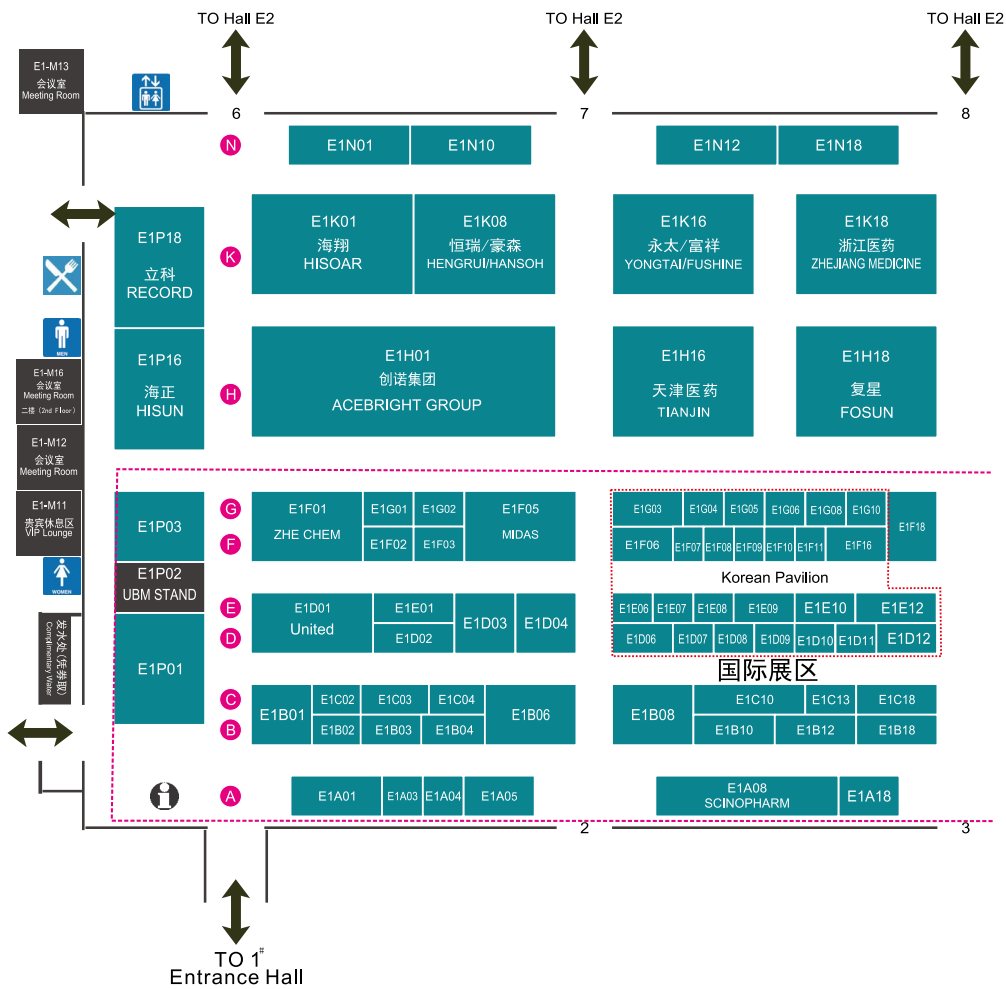 TO Hall E2
TO Hall E2
TO Hall E2
E1-M13
会议室
Meeting Room
6
7
8
N
E1N01
E1N10
E1N12
E1N18
E1P18
立科
RECORD
K
E1K01
海翔
HISOAR
E1K08
恒瑞/豪森
HENGRUI/HANSOH
E1K16
永太/富祥
YONGTAI/FUSHINE
E1K18
浙江医药
ZHEJIANG MEDICINE
MEN
E1-M16
会议室
Meeting Room
二楼 (2nd Floor)
E1P16
海正
HISUN
H
E1H01
创诺集团
ACEBRIGHT GROUP
E1H16
天津医药
TIANJIN
E1H18
复星
FOSUN
E1-M12
会议室
Meeting Room
E1-M11
贵宾休息区
VIP Lounge
WOMEN
E1P03
E1P02
UBM STAND
E1P01
G
F
E1F01
ZHE CHEM
E1G01
E1G02
E1F02
E1F03
E1F05
MIDAS
E1G03
E1G04
E1G05
E1G06
E1G08
E1G10
E1F18
E1F06
E1F07
E1F08
E1F09
E1F10
E1F11
E1F16
Korean Pavilion
E
D
E1D01
United
E1E01
E1D02
E1D03
E1D04
E1E06
E1E07
E1E08
E1E09
E1E10
E1E12
E1D06
E1D07
E1D08
E1D09
E1D10
E1D11
E1D12
国际展区
发水处 (凭券取)
Complimentary Water
C
B
E1B01
E1C02
E1C03
E1C04
E1B02
E1B03
E1B04
E1B06
E1B08
E1C10
E1C13
E1C18
E1B10
E1B12
E1B18
A
E1A01
E1A03
E1A04
E1A05
E1A08
SCINOPHARM
E1A18
2
3
TO 1#
Entrance Hall